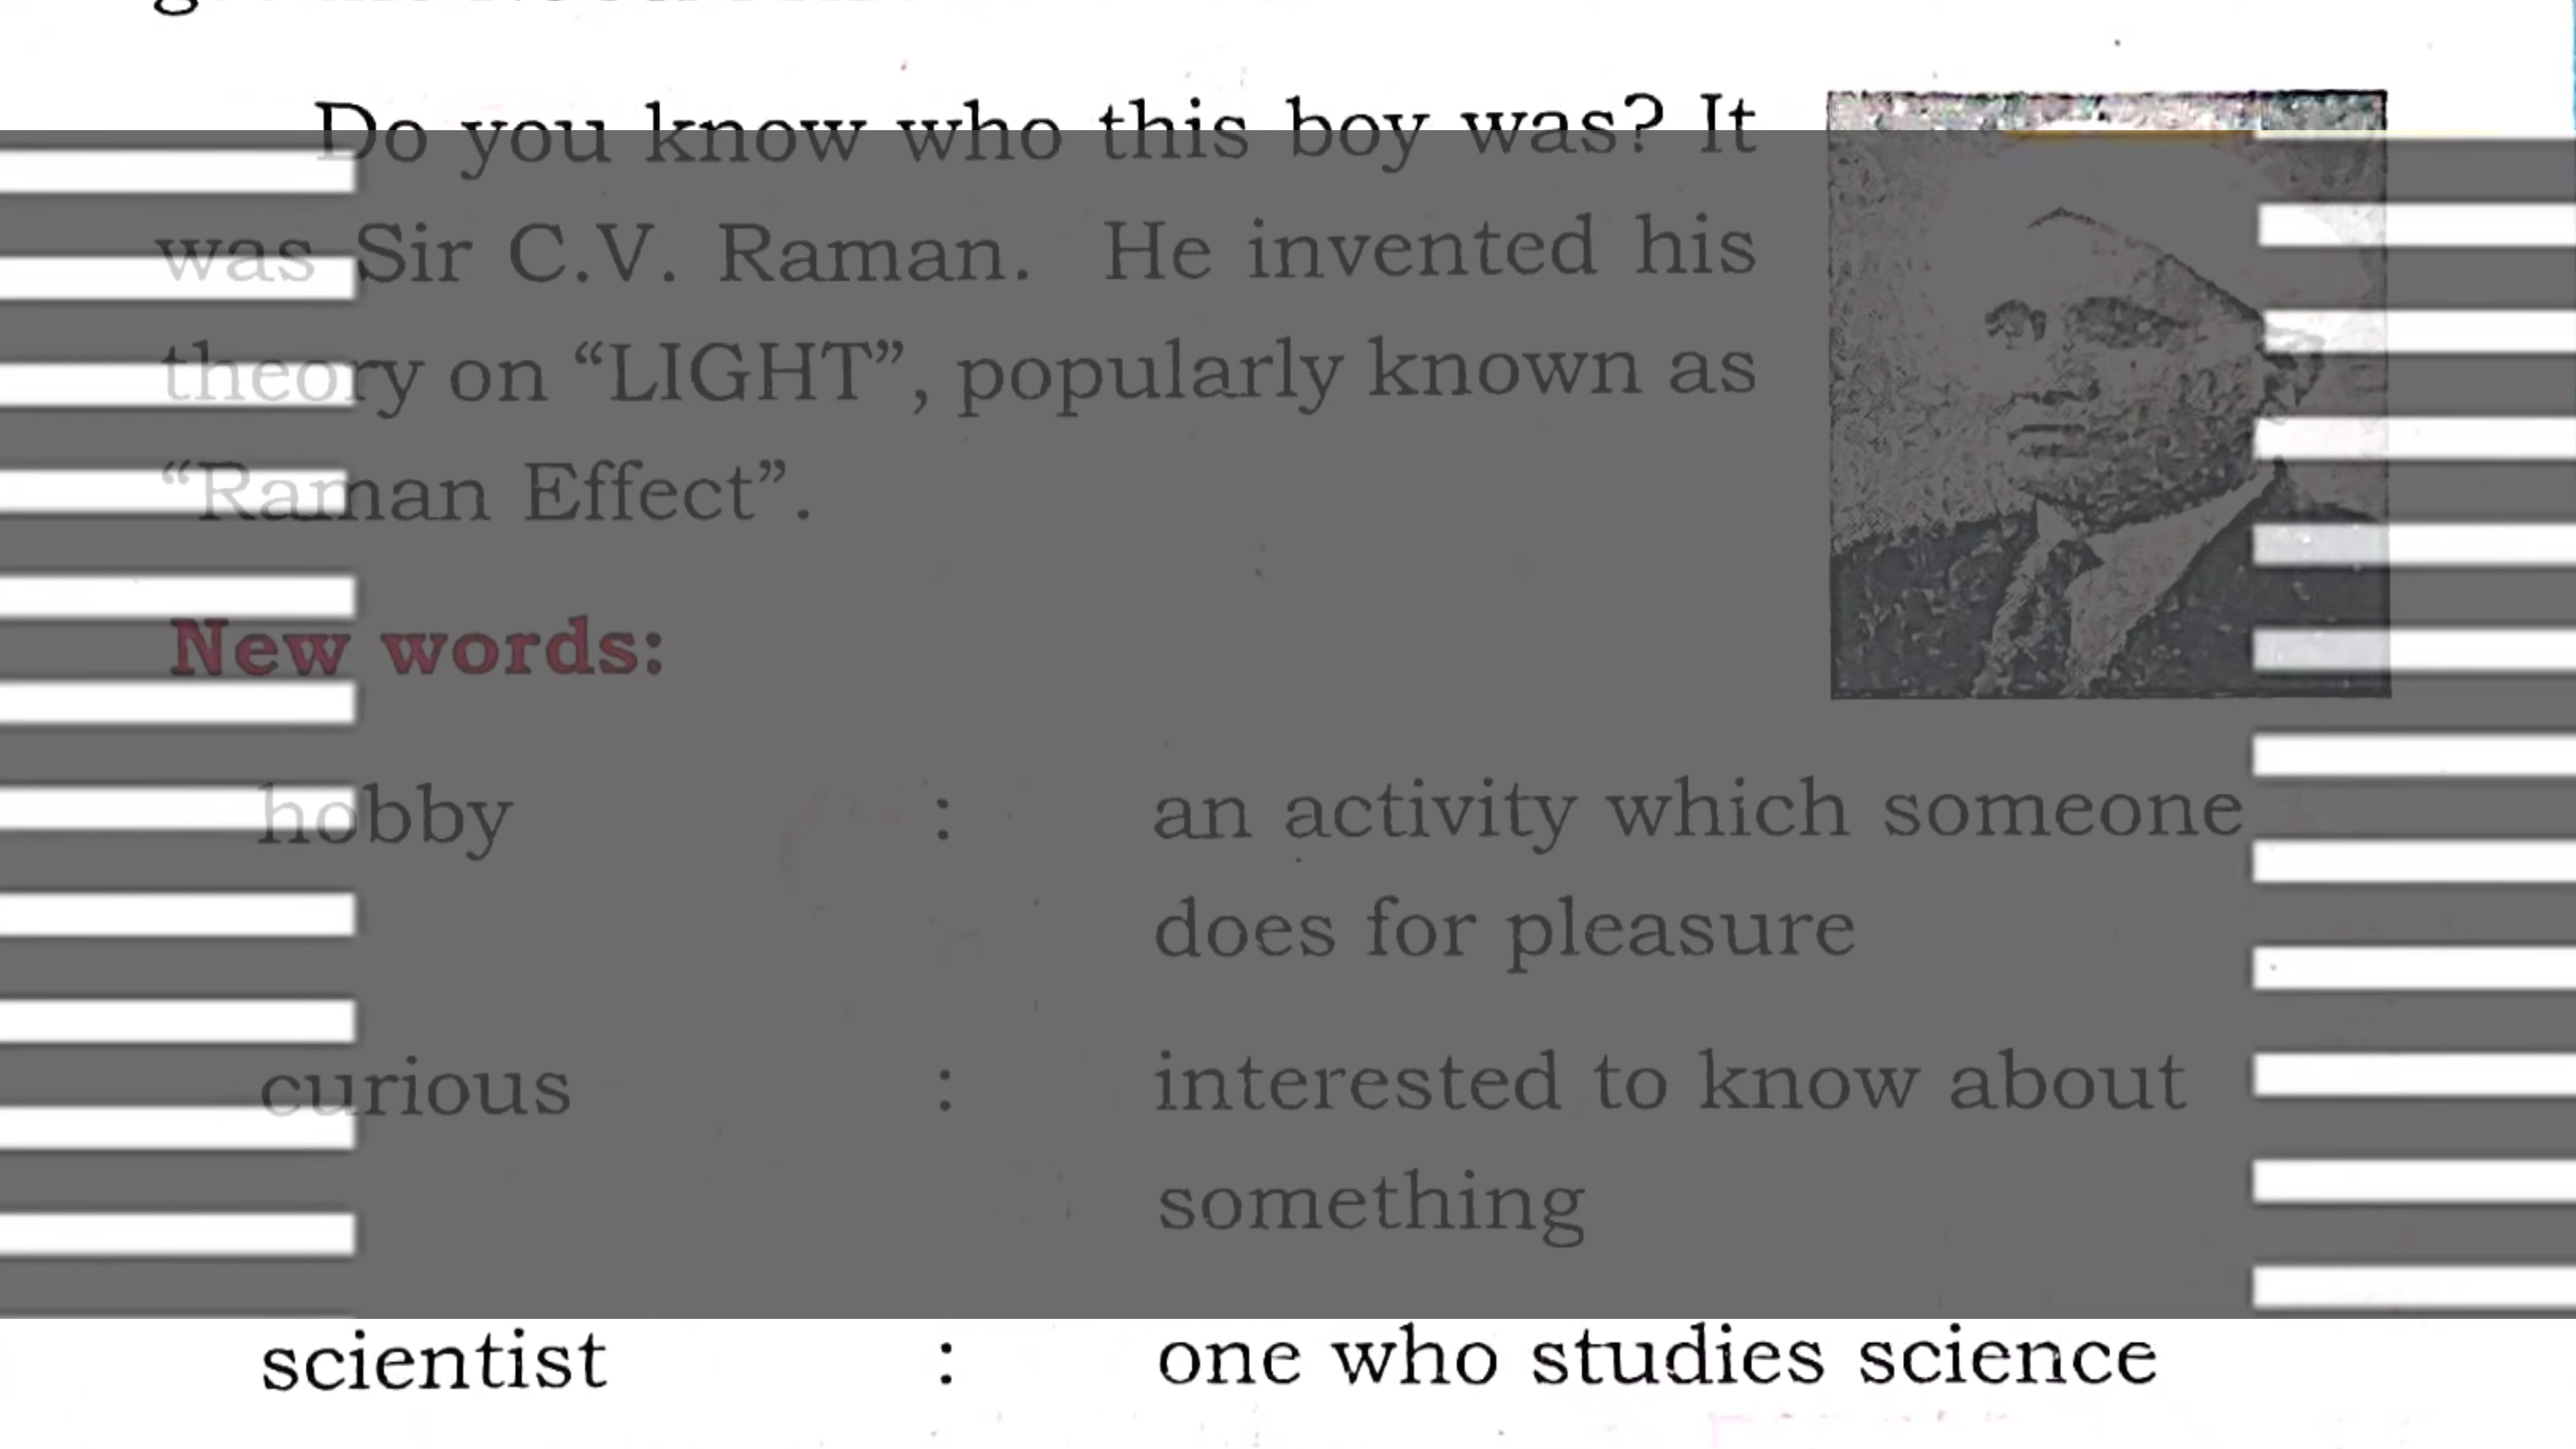 Do you know who this boy was? It
was Sir C.V. Raman. He invented his
theory on “LIGHT”, popularly known as
“Raman Effect”.
New words:
hobby : an activity which someone
does for pleasure
curious : interested to know about
something
scientist : one who studies science